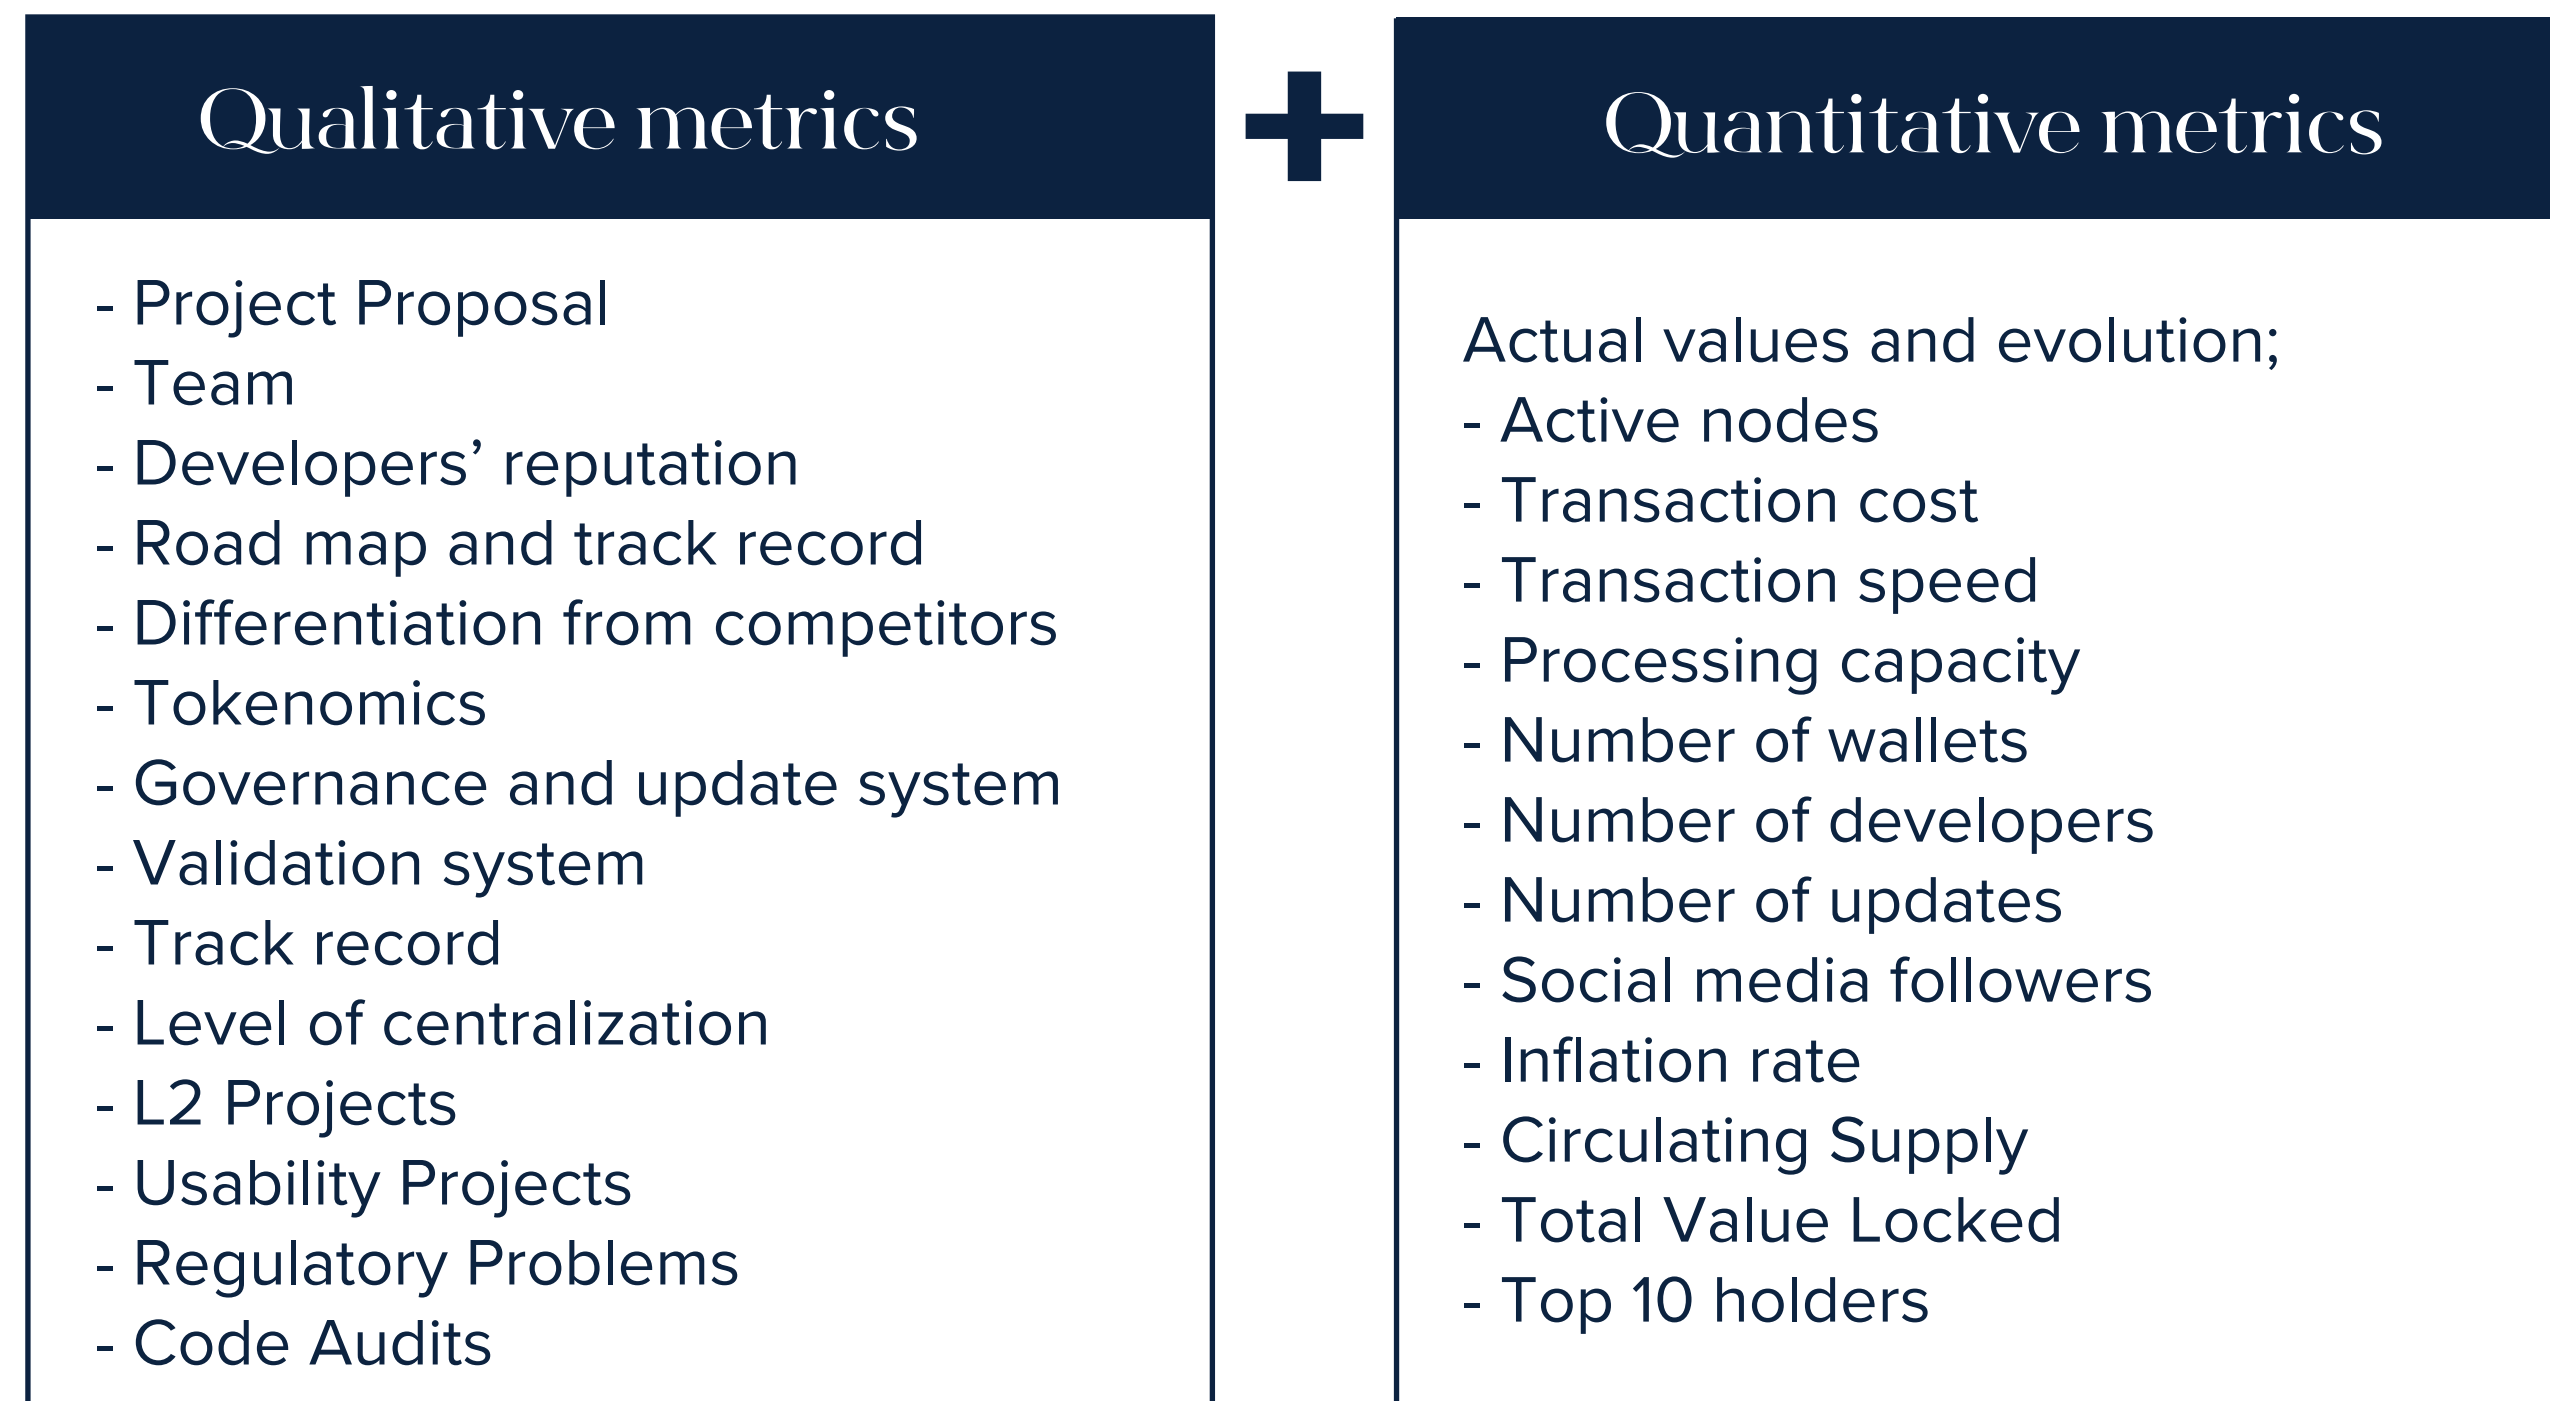 Qualitative metrics
- Project Proposal
- Team
- Developers’ reputation
- Road map and track record
- Differentiation from competitors
- Tokenomics
- Governance and update system
- Validation system
- Track record
- Level of centralization
- L2 Projects
- Usability Projects
- Regulatory Problems
- Code Audits
+
Quantitative metrics
Actual values and evolution;
- Active nodes
- Transaction cost
- Transaction speed
- Processing capacity
- Number of wallets
- Number of developers
- Number of updates
- Social media followers
- Inflation rate
- Circulating Supply
- Total Value Locked
- Top 10 holders